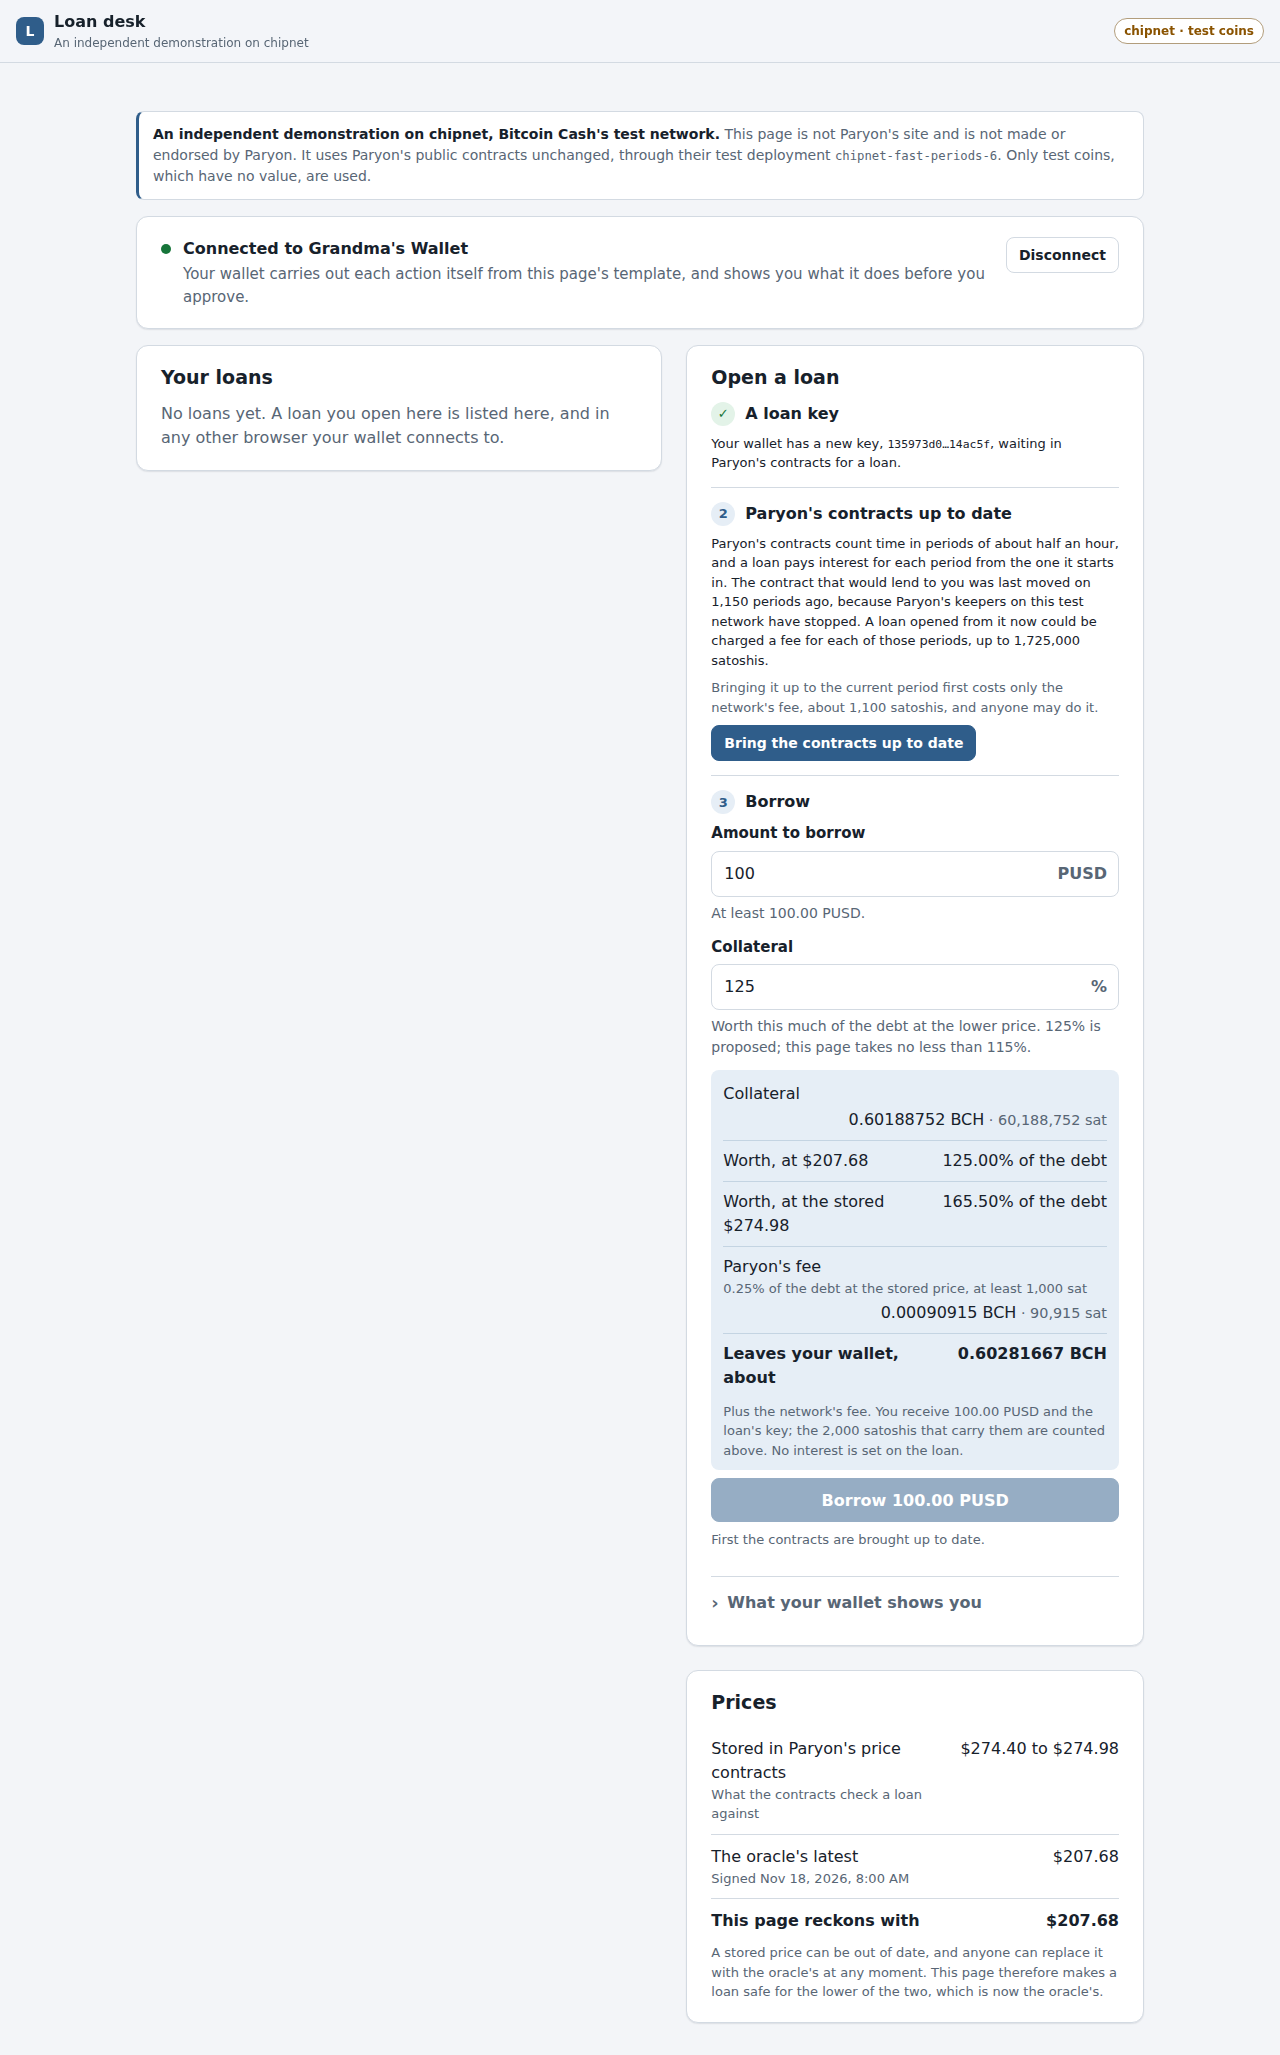 L
Loan desk
An independent demonstration on chipnet
chipnet · test coins
An independent demonstration on chipnet, Bitcoin Cash's test network. This page is not Paryon's site and is not made or
endorsed by Paryon. It uses Paryon's public contracts unchanged, through their test deployment chipnet-fast-periods-6. Only test coins,
which have no value, are used.
Connected to Grandma's Wallet
Your wallet carries out each action itself from this page's template, and shows you what it does before you
approve.
Disconnect
Your loans
No loans yet. A loan you open here is listed here, and in
any other browser your wallet connects to.
Open a loan
✓ A loan key
Your wallet has a new key, 135973d0…14ac5f, waiting in
Paryon's contracts for a loan.
2 Paryon's contracts up to date
Paryon's contracts count time in periods of about half an hour,
and a loan pays interest for each period from the one it starts
in. The contract that would lend to you was last moved on
1,150 periods ago, because Paryon's keepers on this test
network have stopped. A loan opened from it now could be
charged a fee for each of those periods, up to 1,725,000
satoshis.
Bringing it up to the current period first costs only the
network's fee, about 1,100 satoshis, and anyone may do it.
Bring the contracts up to date
3 Borrow
Amount to borrow
100 PUSD
At least 100.00 PUSD.
Collateral
125 %
Worth this much of the debt at the lower price. 125% is
proposed; this page takes no less than 115%.
Collateral
0.60188752 BCH · 60,188,752 sat
Worth, at $207.68 125.00% of the debt
Worth, at the stored 165.50% of the debt
$274.98
Paryon's fee
0.25% of the debt at the stored price, at least 1,000 sat
0.00090915 BCH · 90,915 sat
Leaves your wallet, 0.60281667 BCH
about
Plus the network's fee. You receive 100.00 PUSD and the
loan's key; the 2,000 satoshis that carry them are counted
above. No interest is set on the loan.
Borrow 100.00 PUSD
First the contracts are brought up to date.
› What your wallet shows you
Prices
Stored in Paryon's price $274.40 to $274.98
contracts
What the contracts check a loan
against
The oracle's latest $207.68
Signed Nov 18, 2026, 8:00 AM
This page reckons with $207.68
A stored price can be out of date, and anyone can replace it
with the oracle's at any moment. This page therefore makes a
loan safe for the lower of the two, which is now the oracle's.